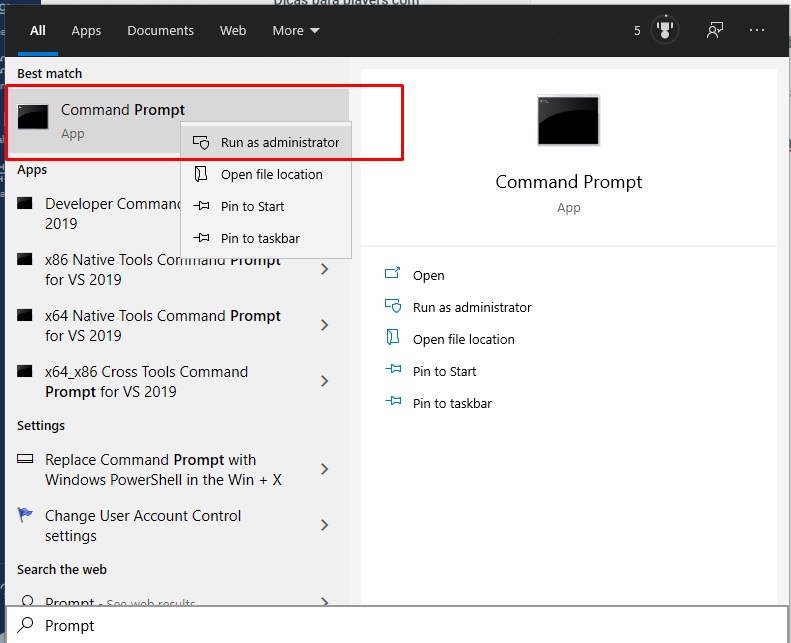 Dicas para players.com
All Apps Documents Web More 5
Best match
Command Prompt
App
Run as administrator
Open file location
Pin to Start
Pin to taskbar
Apps
Developer Command
2019
x86 Native Tools Command Prompt
for VS 2019
x64 Native Tools Command Prompt
for VS 2019
x64_x86 Cross Tools Command
Prompt for VS 2019
Settings
Replace Command Prompt with
Windows PowerShell in the Win + X
Change User Account Control
settings
Search the web
Prompt - See web results
Command Prompt
App
Open
Run as administrator
Open file location
Pin to Start
Pin to taskbar
Prompt